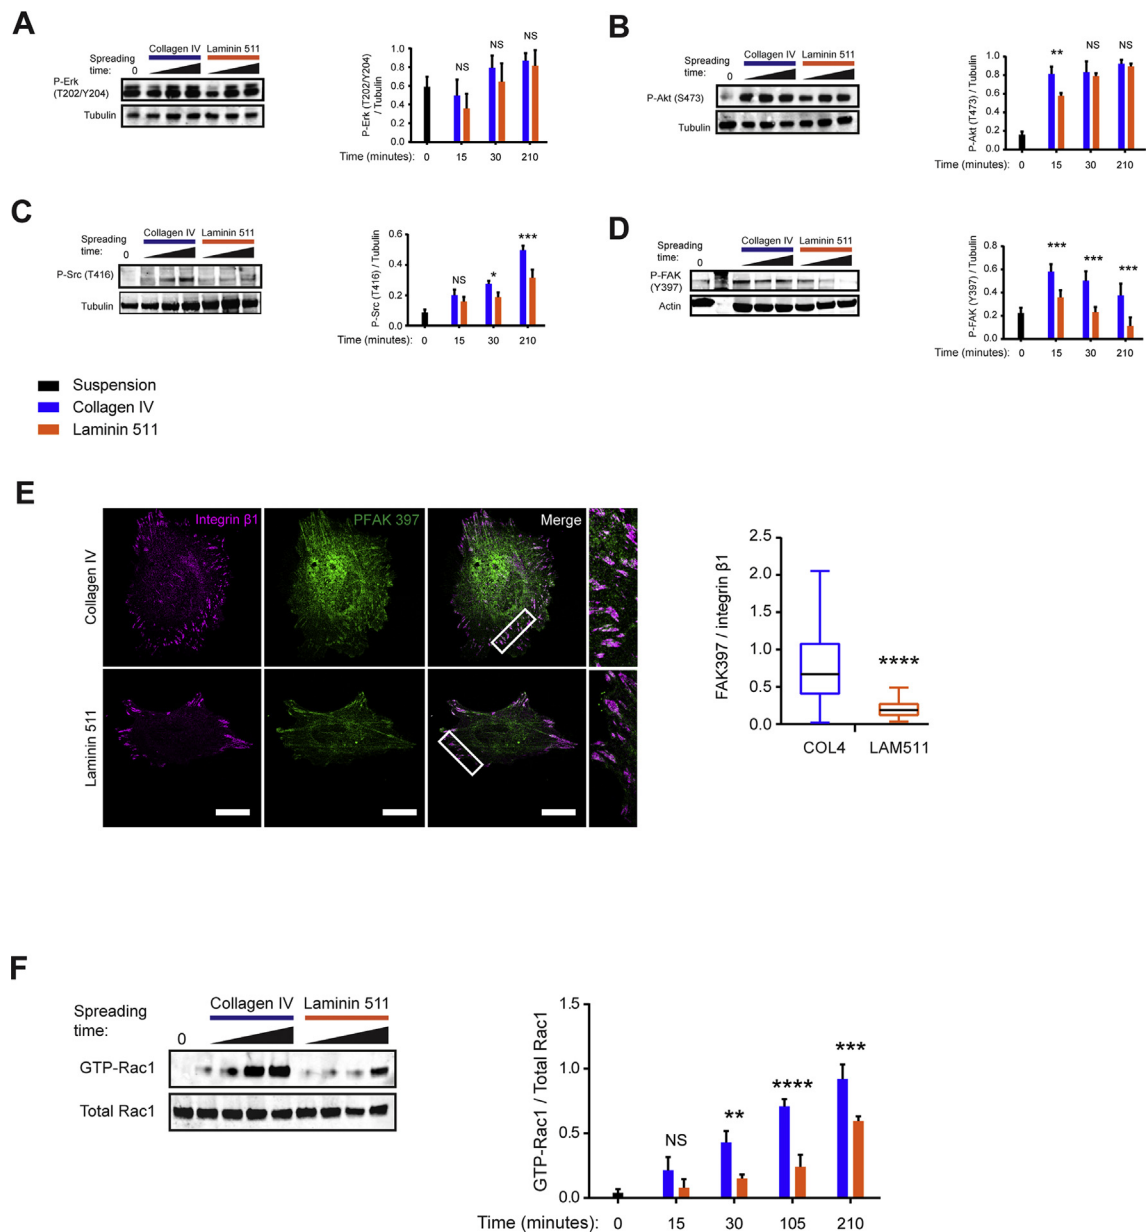 A
Collagen IV Laminin 511
Spreading
time: 0
P-Erk
(T202/Y204)
Tubulin
P-Erk (T202/Y204)
/ Tubulin
1.0
0.8
0.6
0.4
0.2
0.0
NS NS NS
Time (minutes): 0 15 30 210
B
Collagen IV Laminin 511
Spreading
time:
0
P-Akt (S473)
Tubulin
P-Akt (T473) / Tubulin
1.0
0.8
0.6
0.4
0.2
0.0
** NS NS
Time (minutes): 0 15 30 210
C
Spreading Collagen IV Laminin 511
time:
0
P-Src (T416)
Tubulin
P-Src (T416) / Tubulin
0.6
0.4
0.2
0.0
NS * ***
Time (minutes): 0 15 30 210
D
Spreading Collagen IV Laminin 511
time:
0
P-FAK
(Y397)
Actin
P-FAK (Y397) / Tubulin
0.8
0.6
0.4
0.2
0.0
*** *** ***
Time (minutes): 0 15 30 210
Suspension
Collagen IV
Laminin 511
E
Integrin β1 PFAK 397 Merge
Collagen IV
Laminin 511
FAK397 / integrin β1
2.5
2.0
1.5
1.0
0.5
0.0
****
COL4 LAM511
F
Collagen IV Laminin 511
Spreading
time:
0
GTP-Rac1
Total Rac1
GTP-Rac1 / Total Rac1
1.5
1.0
0.5
0.0
NS ** **** ***
Time (minutes): 0 15 30 105 210